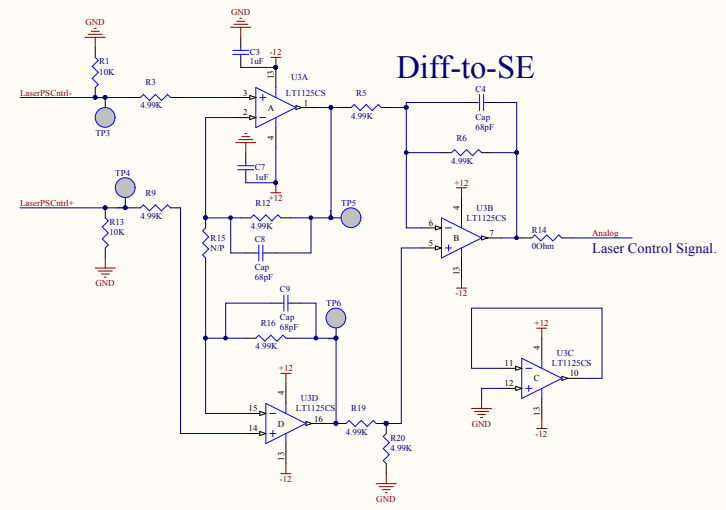 GND
GND
Diff-to-SE
C3
1uF
-12
13
R1
10K
U3A
LT1125CS
R3
4.99K
LaserPSCntrl-
TP3
3
2
A
1
4
R5
4.99K
C4
Cap
68pF
R6
4.99K
C7
1uF
+12
TP4
LaserPSCntrl+
R9
4.99K
R13
10K
GND
R12
4.99K
TP5
C8
Cap
68pF
R15
N/P
+12
4
U3B
LT1125CS
6
5
B
7
13
-12
R14
0Ohm
Analog
Laser Control Signal.
C9
Cap
68pF
TP6
R16
4.99K
+12
4
U3C
LT1125CS
11
12
C
10
13
-12
GND
+12
4
U3D
LT1125CS
15
14
D
16
13
-12
R19
4.99K
R20
4.99K
GND